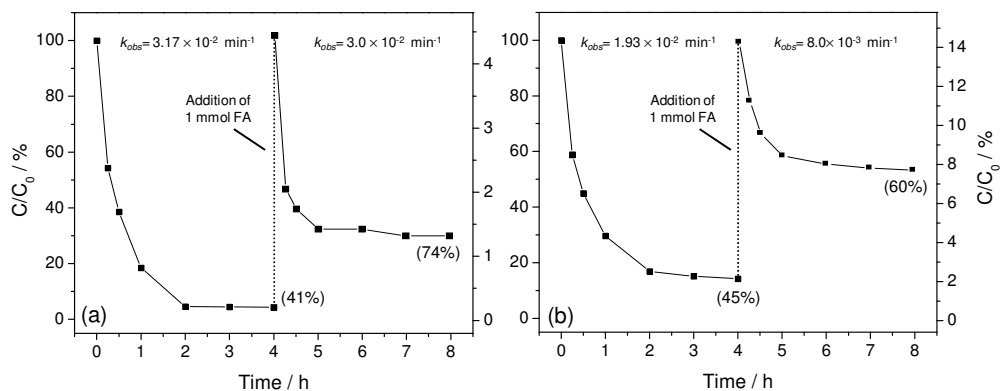 k_obs = 3.17 × 10⁻² min⁻¹
k_obs = 3.0 × 10⁻² min⁻¹
Addition of
1 mmol FA
(41%)
(74%)
(a)
C/C₀ / %
100
80
60
40
20
0
4
3
2
1
0
0 1 2 3 4 5 6 7 8
Time / h
k_obs = 1.93 × 10⁻² min⁻¹
k_obs = 8.0× 10⁻³ min⁻¹
Addition of
1 mmol FA
(45%)
(60%)
(b)
100
80
60
40
20
0
14
12
10
8
6
4
2
0
C/C₀ / %
0 1 2 3 4 5 6 7 8
Time / h